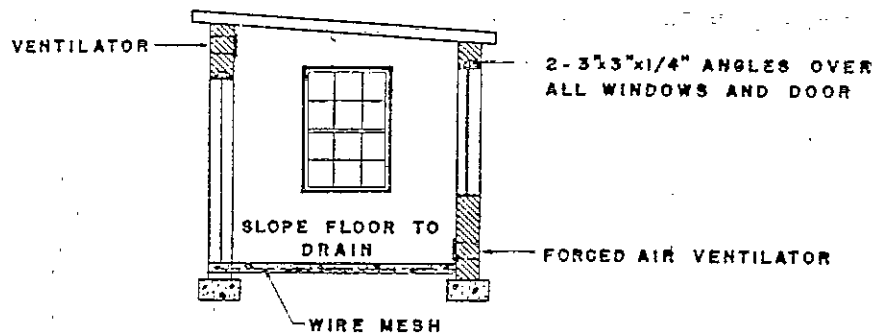 VENTILATOR
2-3"x3"x1/4" ANGLES OVER
ALL WINDOWS AND DOOR
SLOPE FLOOR TO
DRAIN
FORCED AIR VENTILATOR
WIRE MESH